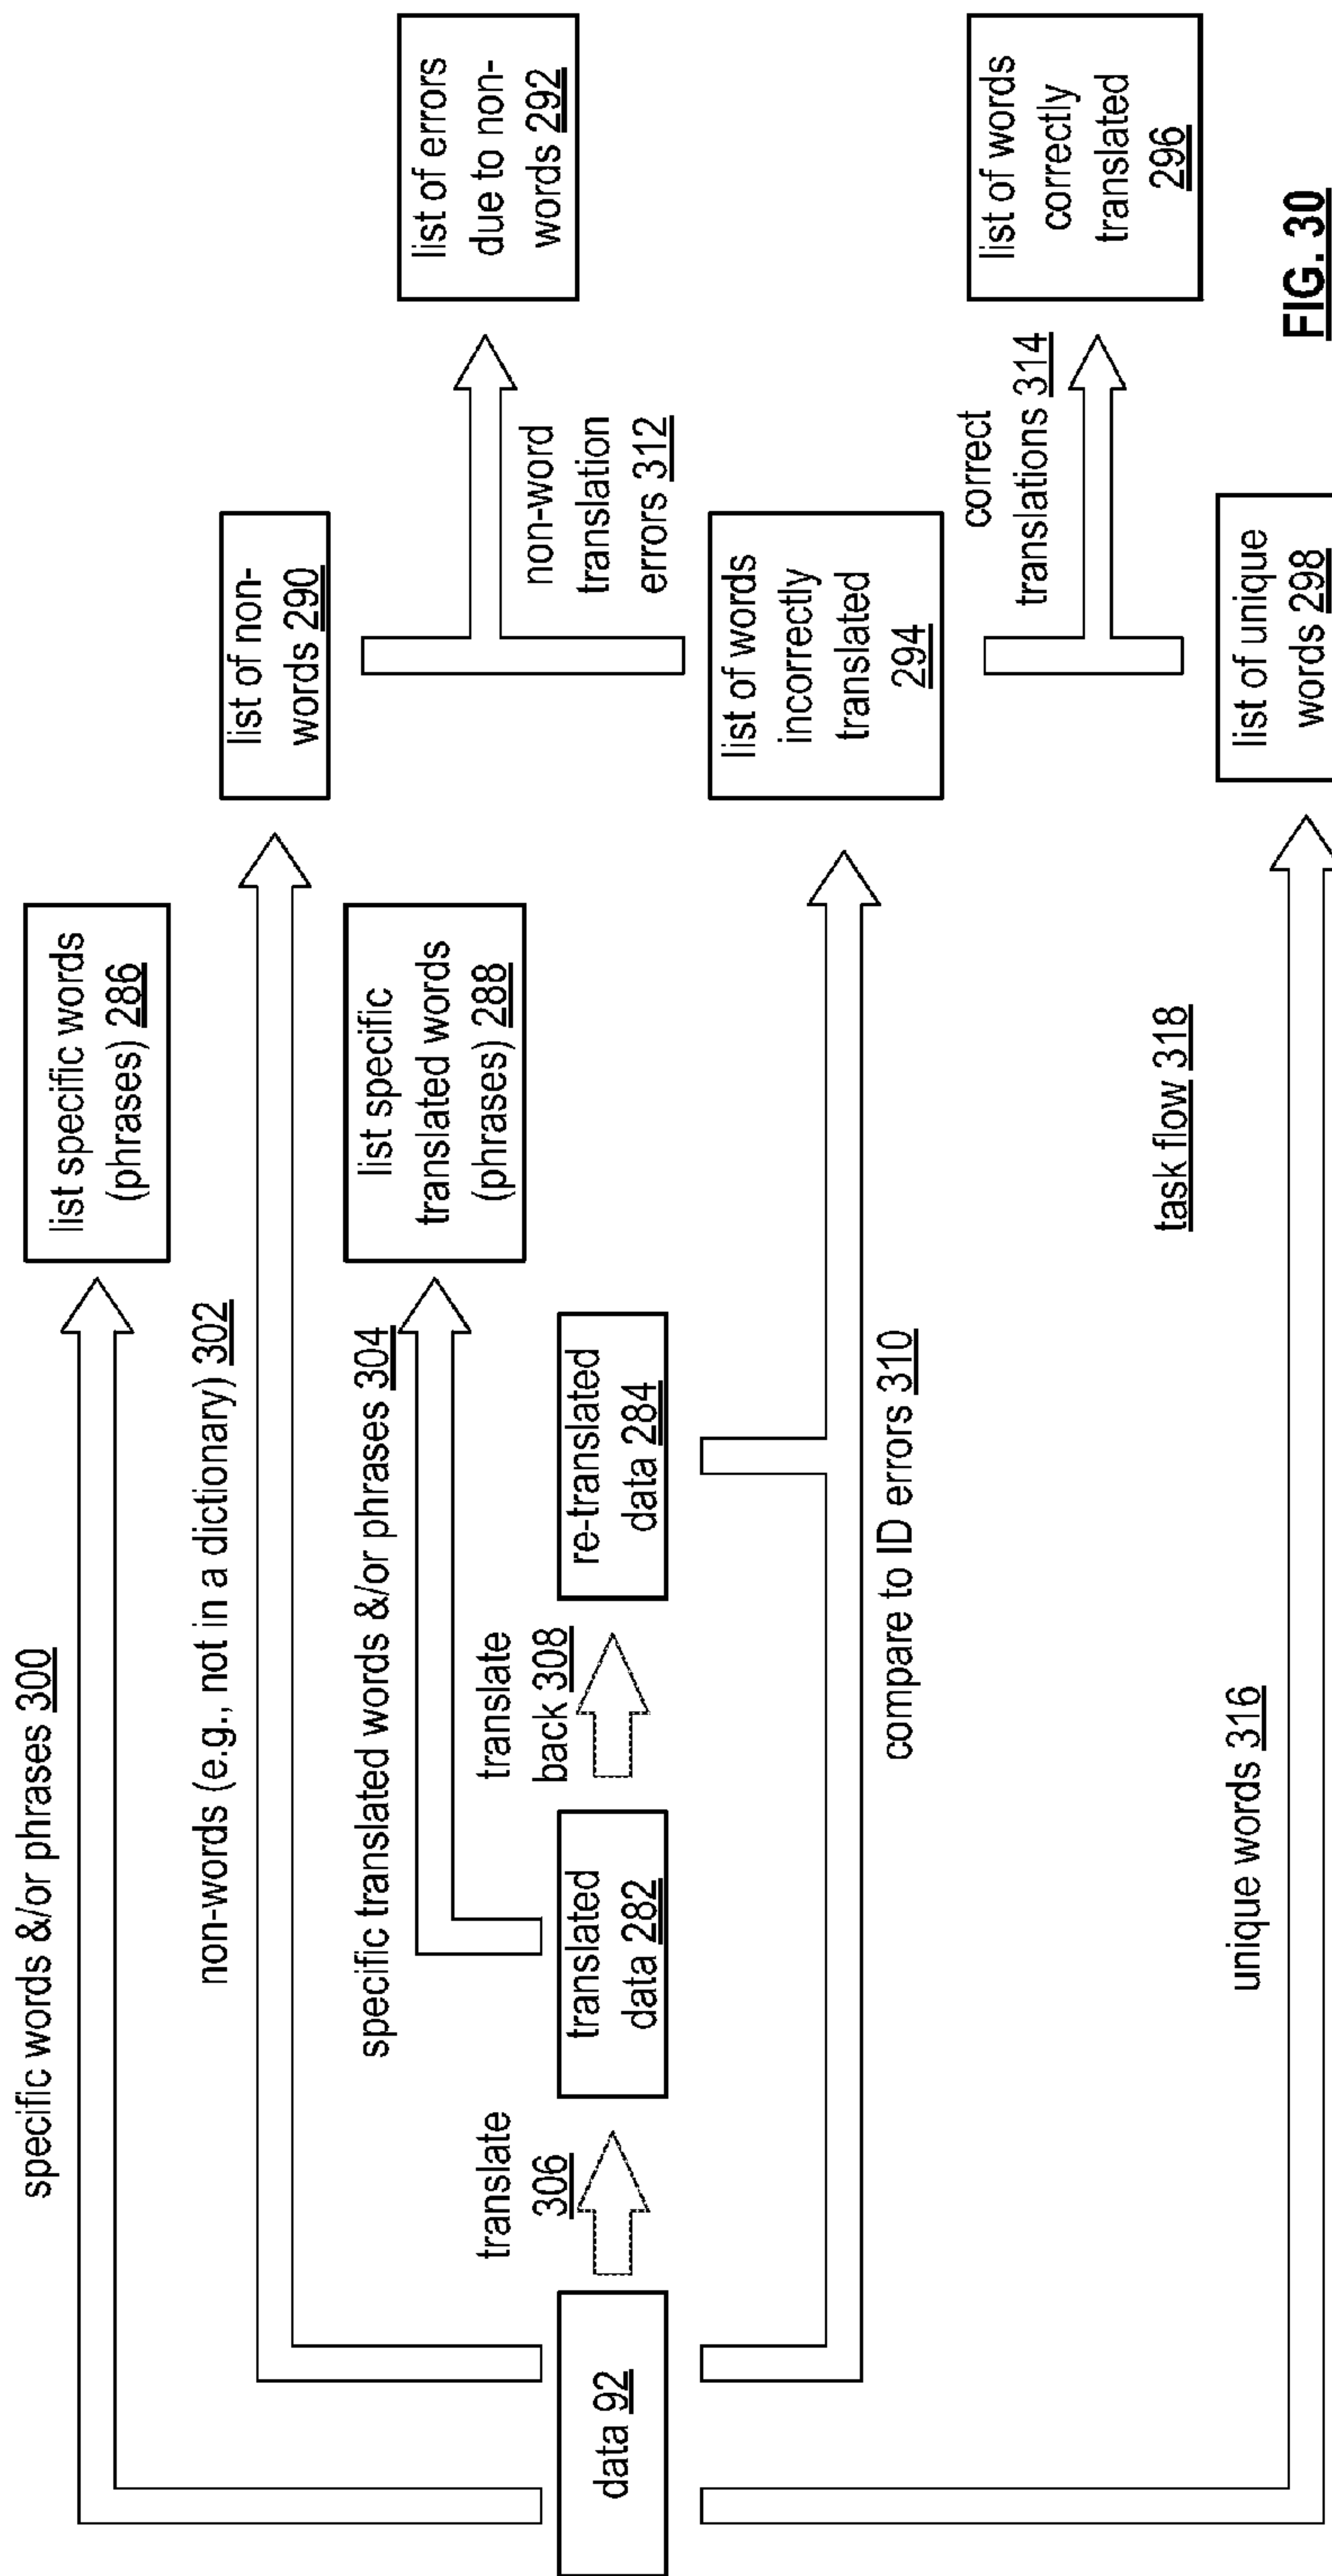 specific words &/or phrases 300
list specific words
(phrases) 286
non-words (e.g., not in a dictionary) 302
list of non-
words 290
list of errors
due to non-
words 292
specific translated words &/or phrases 304
list specific
translated words
(phrases) 288
non-word
translation
errors 312
translate
306
translate
back 308
data 92
translated
data 282
re-translated
data 284
list of words
incorrectly
translated
294
compare to ID errors 310
correct
translations 314
list of words
correctly
translated
296
task flow 318
unique words 316
list of unique
words 298
FIG. 30